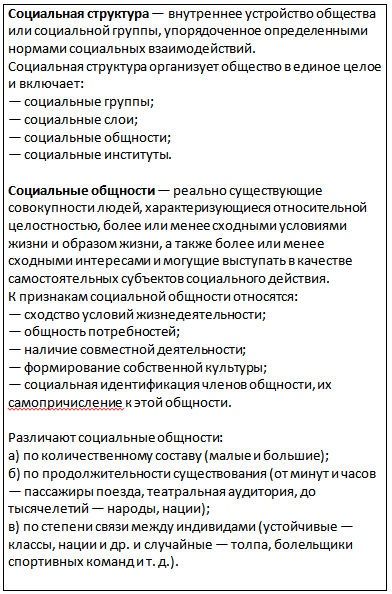 Социальная структура — внутреннее устройство общества
или социальной группы, упорядоченное определенными
нормами социальных взаимодействий.
Социальная структура организует общество в единое целое
и включает:
— социальные группы;
— социальные слои;
— социальные общности;
— социальные институты.
Социальные общности — реально существующие
совокупности людей, характеризующиеся относительной
целостностью, более или менее сходными условиями
жизни и образом жизни, а также более или менее
сходными интересами и могущие выступать в качестве
самостоятельных субъектов социального действия.
К признакам социальной общности относятся:
— сходство условий жизнедеятельности;
— общность потребностей;
— наличие совместной деятельности;
— формирование собственной культуры;
— социальная идентификация членов общности, их
самопричисление к этой общности.
Различают социальные общности:
а) по количественному составу (малые и большие);
б) по продолжительности существования (от минут и часов
— пассажиры поезда, театральная аудитория, до
тысячелетий — народы, нации);
в) по степени связи между индивидами (устойчивые —
классы, нации и др. и случайные — толпа, болельщики
спортивных команд и т. д.).